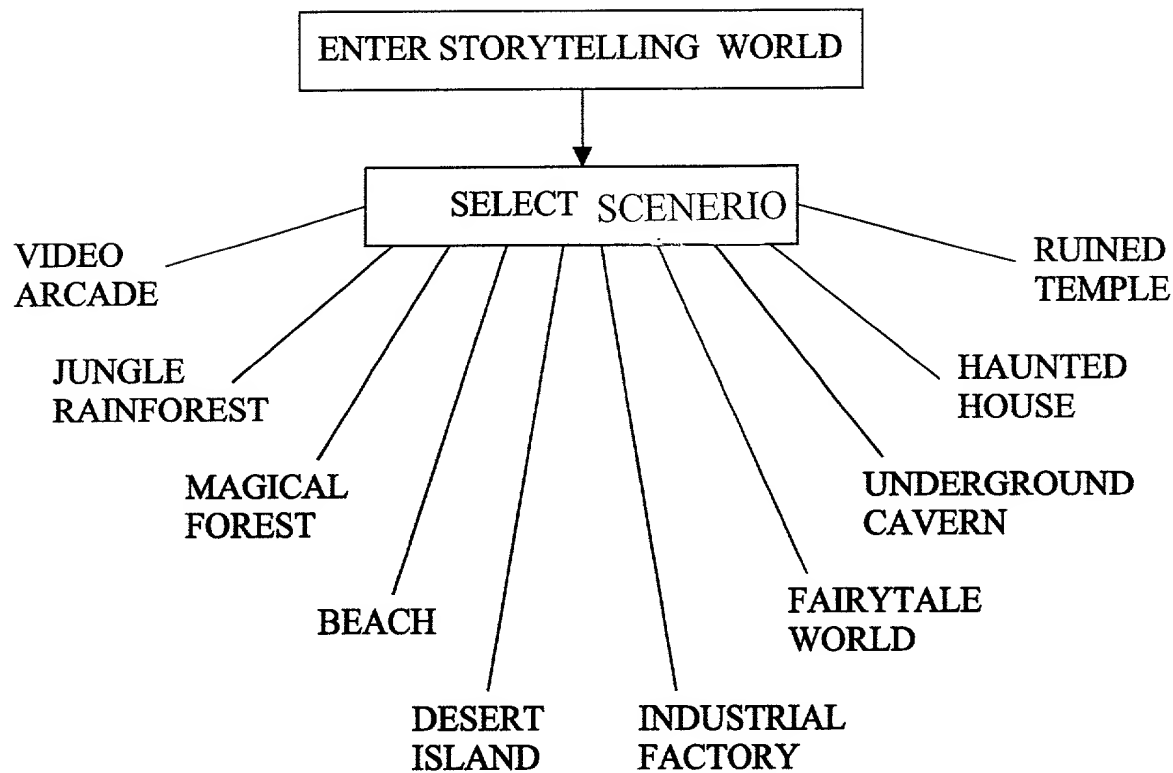 ENTER STORYTELLING WORLD
SELECT SCENERIO
VIDEO
ARCADE
JUNGLE
RAINFOREST
MAGICAL
FOREST
BEACH
DESERT
ISLAND
INDUSTRIAL
FACTORY
FAIRYTALE
WORLD
UNDERGROUND
CAVERN
HAUNTED
HOUSE
RUINED
TEMPLE